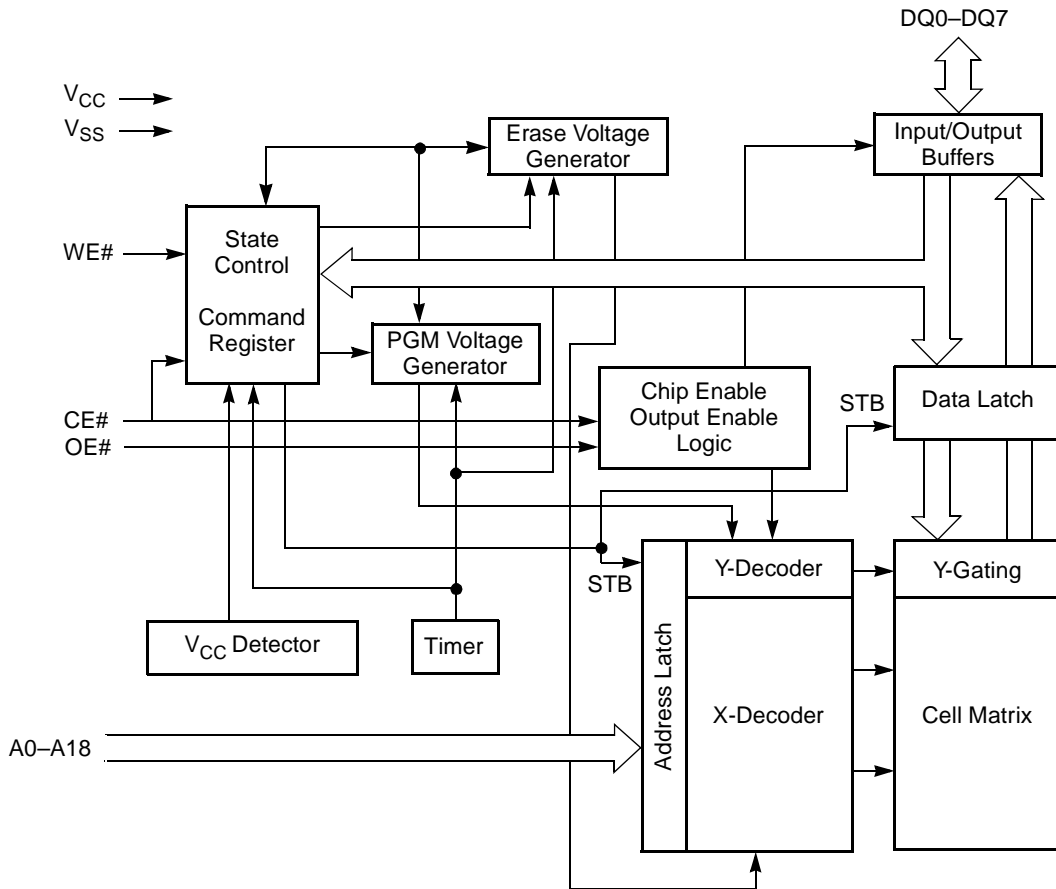 DQ0–DQ7
VCC
VSS
Erase Voltage
Generator
Input/Output
Buffers
WE#
State
Control
Command
Register
PGM Voltage
Generator
CE#
OE#
Chip Enable
Output Enable
Logic
STB
Data Latch
STB
Y-Decoder
Y-Gating
VCC Detector
Timer
Address Latch
X-Decoder
Cell Matrix
A0–A18